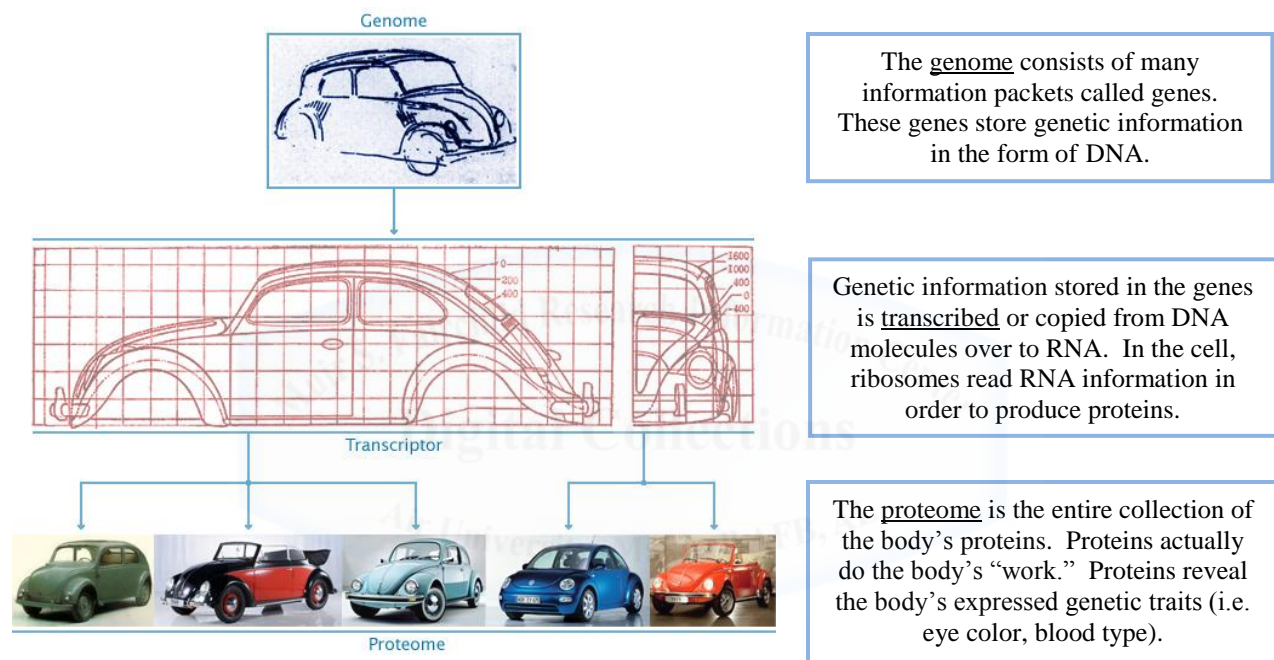 Genome
The genome consists of many
information packets called genes.
These genes store genetic information
in the form of DNA.
0
200
400
1600
1000
400
0
400
Genetic information stored in the genes
is transcribed or copied from DNA
molecules over to RNA. In the cell,
ribosomes read RNA information in
order to produce proteins.
Transcriptor
Digital Collections
The proteome is the entire collection of
the body's proteins. Proteins actually
do the body's “work.” Proteins reveal
the body's expressed genetic traits (i.e.
eye color, blood type).
Proteome